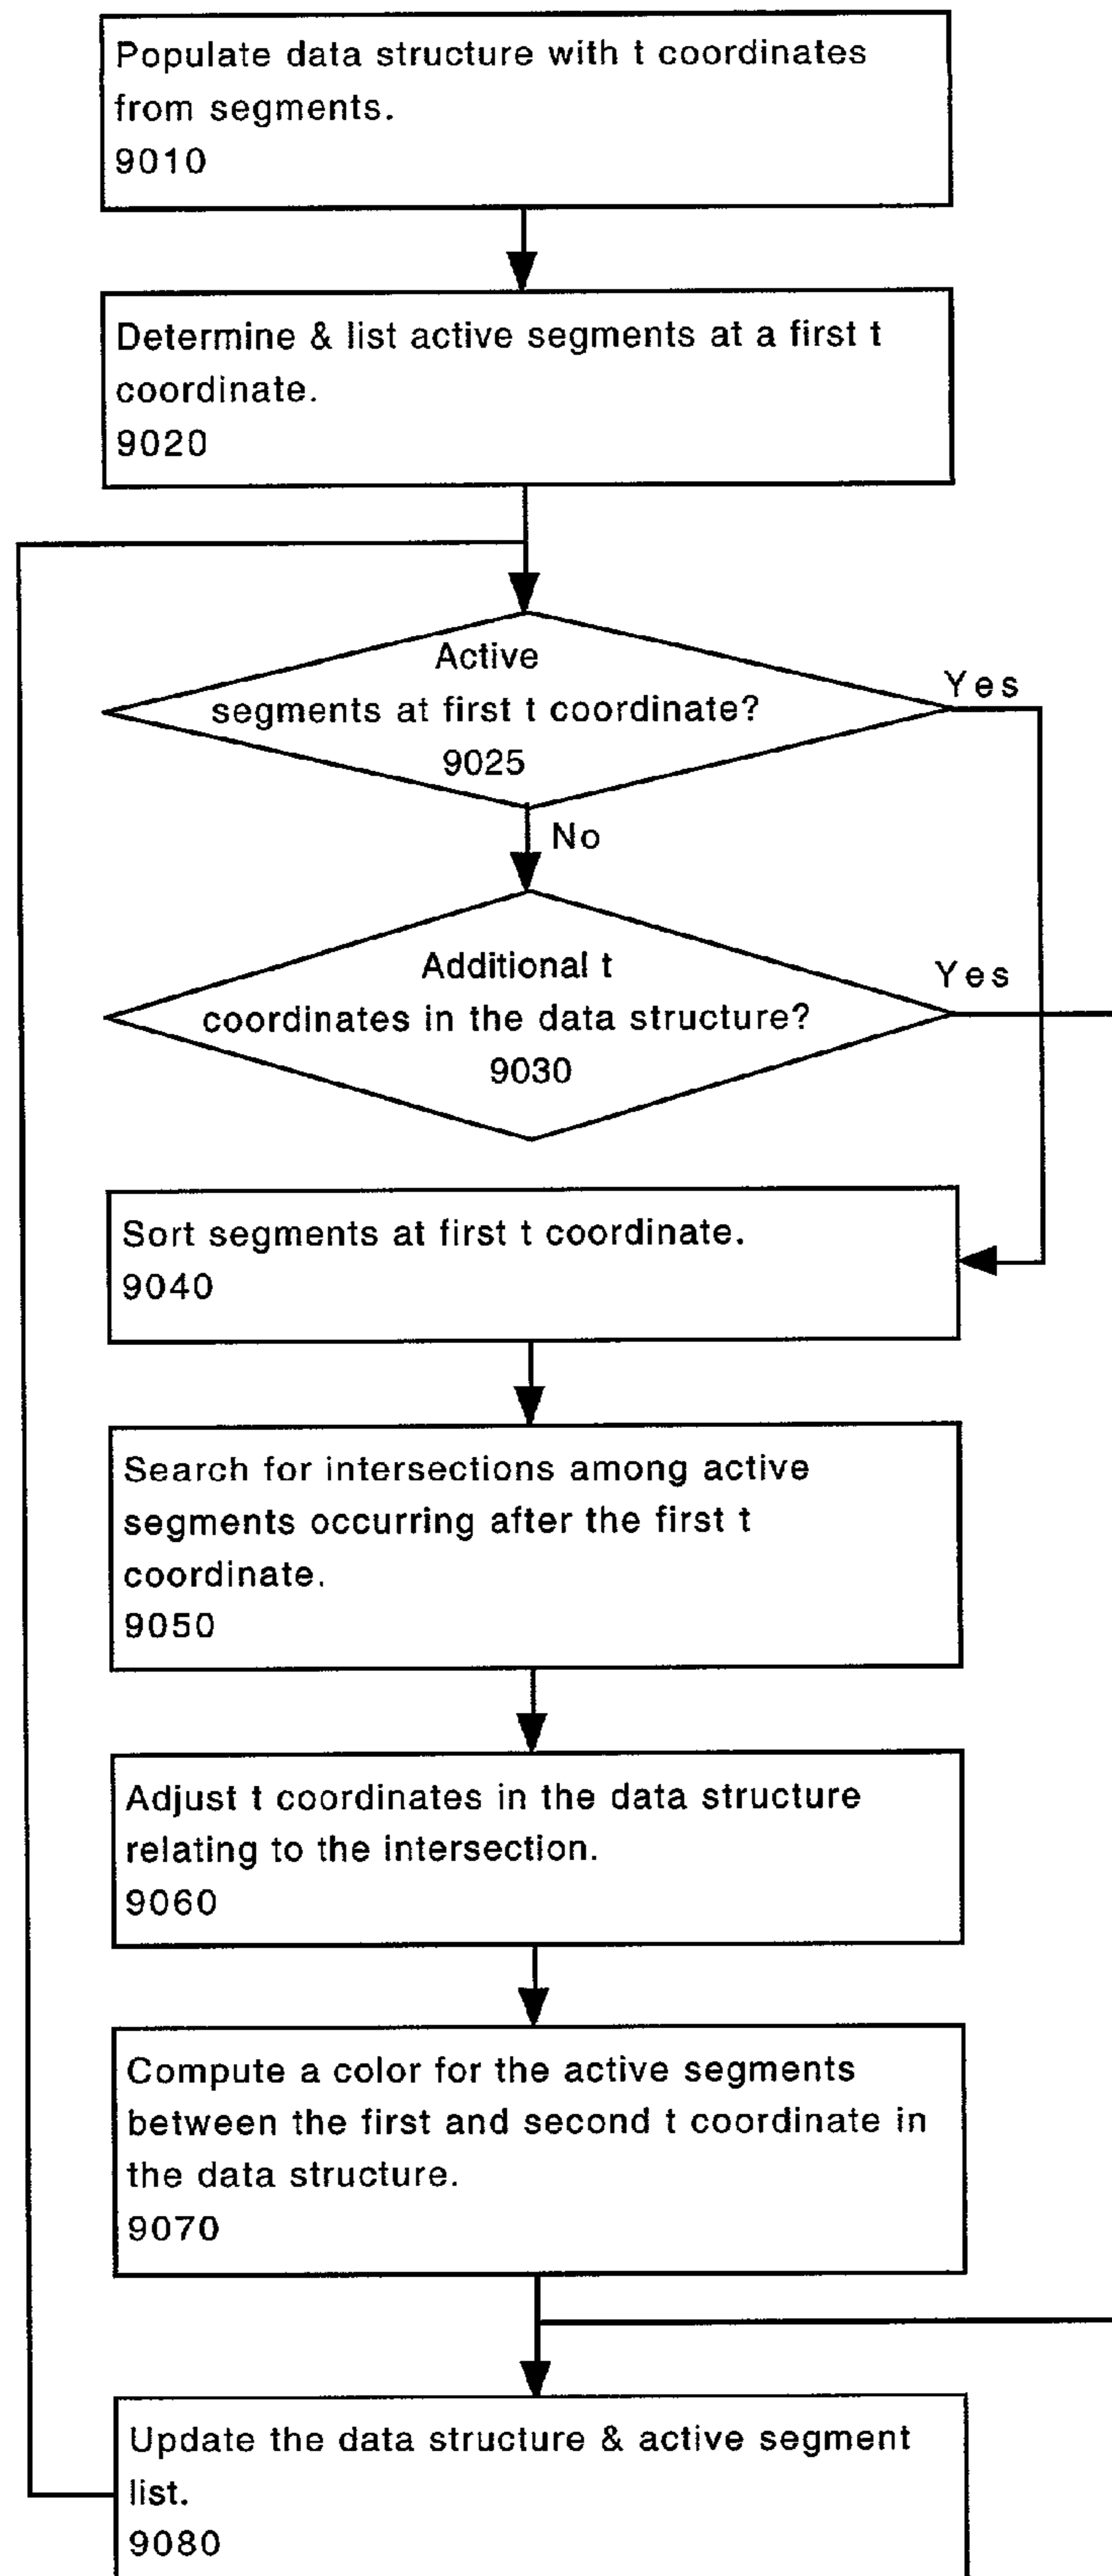 Populate data structure with t coordinates
from segments.
9010
Determine & list active segments at a first t
coordinate.
9020
Active
segments at first t coordinate?
9025
Yes
No
Additional t
coordinates in the data structure?
9030
Yes
Sort segments at first t coordinate.
9040
Search for intersections among active
segments occurring after the first t
coordinate.
9050
Adjust t coordinates in the data structure
relating to the intersection.
9060
Compute a color for the active segments
between the first and second t coordinate in
the data structure.
9070
Update the data structure & active segment
list.
9080